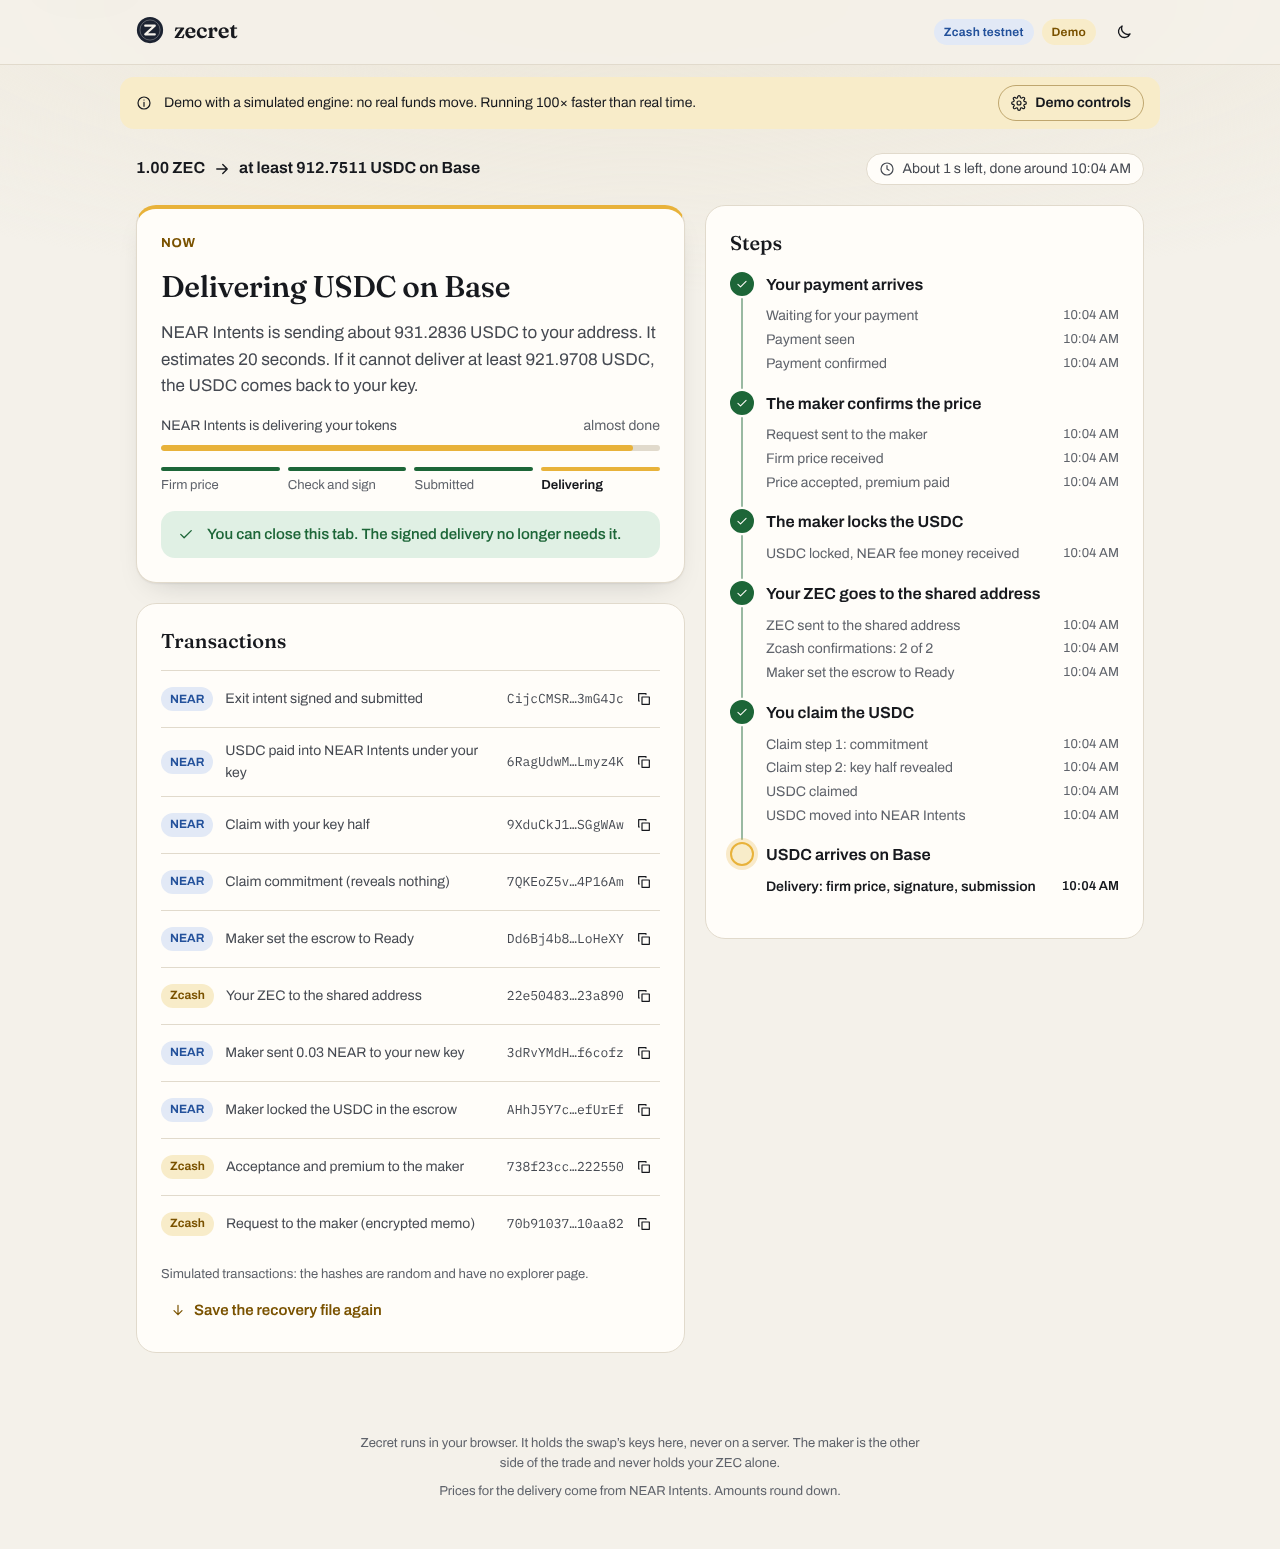 zecret
Zcash testnet
Demo
Demo with a simulated engine: no real funds move. Running 100× faster than real time.
Demo controls
1.00 ZEC → at least 912.7511 USDC on Base
About 1 s left, done around 10:04 AM
NOW
Delivering USDC on Base
NEAR Intents is sending about 931.2836 USDC to your address. It
estimates 20 seconds. If it cannot deliver at least 921.9708 USDC,
the USDC comes back to your key.
NEAR Intents is delivering your tokens almost done
Firm price Check and sign Submitted Delivering
You can close this tab. The signed delivery no longer needs it.
Transactions
NEAR Exit intent signed and submitted CijcCMSR…3mG4Jc
NEAR USDC paid into NEAR Intents under your
key 6RagUdwM…Lmyz4K
NEAR Claim with your key half 9XduCkJ1…SGgWAw
NEAR Claim commitment (reveals nothing) 7QKEoZ5v…4P16Am
NEAR Maker set the escrow to Ready Dd6Bj4b8…LoHeXY
Zcash Your ZEC to the shared address 22e50483…23a890
NEAR Maker sent 0.03 NEAR to your new key 3dRvYMdH…f6cofz
NEAR Maker locked the USDC in the escrow AHhJ5Y7c…efUrEf
Zcash Acceptance and premium to the maker 738f23cc…222550
Zcash Request to the maker (encrypted memo) 70b91037…10aa82
Simulated transactions: the hashes are random and have no explorer page.
Save the recovery file again
Steps
Your payment arrives
Waiting for your payment 10:04 AM
Payment seen 10:04 AM
Payment confirmed 10:04 AM
The maker confirms the price
Request sent to the maker 10:04 AM
Firm price received 10:04 AM
Price accepted, premium paid 10:04 AM
The maker locks the USDC
USDC locked, NEAR fee money received 10:04 AM
Your ZEC goes to the shared address
ZEC sent to the shared address 10:04 AM
Zcash confirmations: 2 of 2 10:04 AM
Maker set the escrow to Ready 10:04 AM
You claim the USDC
Claim step 1: commitment 10:04 AM
Claim step 2: key half revealed 10:04 AM
USDC claimed 10:04 AM
USDC moved into NEAR Intents 10:04 AM
USDC arrives on Base
Delivery: firm price, signature, submission 10:04 AM
Zecret runs in your browser. It holds the swap’s keys here, never on a server. The maker is the other
side of the trade and never holds your ZEC alone.
Prices for the delivery come from NEAR Intents. Amounts round down.